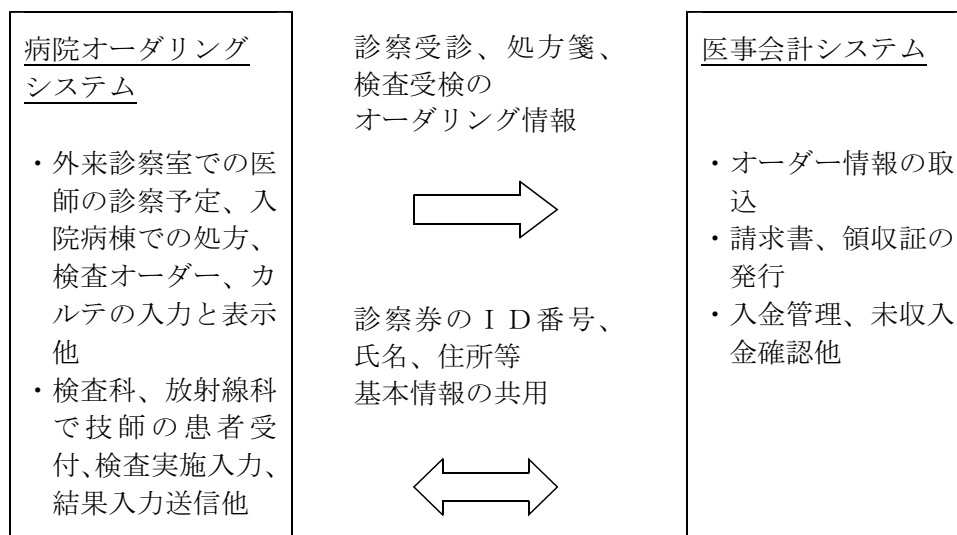 病院オーダリング
システム
・外来診察室での医
師の診察予定、入
院病棟での処方、
検査オーダー、カ
ルテの入力と表示
他
・検査科、放射線科
で技師の患者受
付、検査実施入力、
結果入力送信他
診察受診、処方箋、
検査受検の
オーダリング情報
診察券のＩＤ番号、
氏名、住所等
基本情報の共用
医事会計システム
・オーダー情報の取
込
・請求書、領収証の
発行
・入金管理、未収入
金確認他